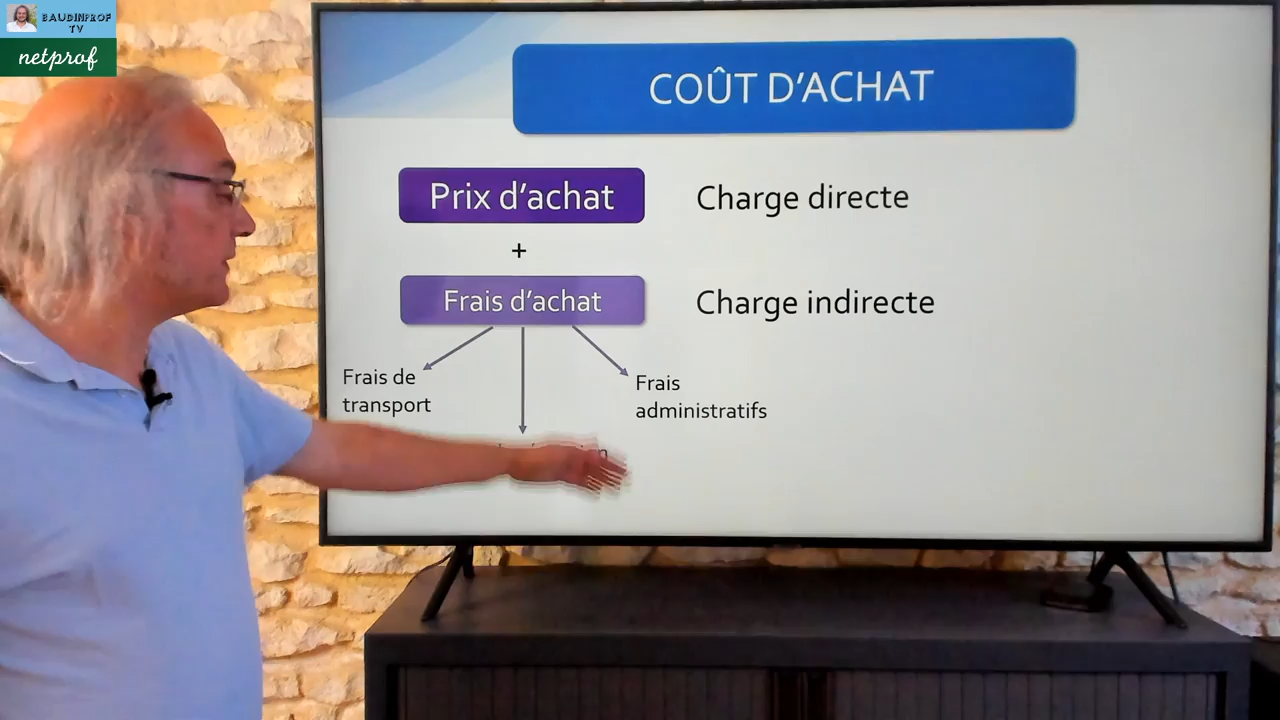 BAUDINPROF
TV
netprof
COÛT D'ACHAT
Prix d'achat
Charge directe
+
Frais d'achat
Charge indirecte
Frais de
transport
Frais
administratifs